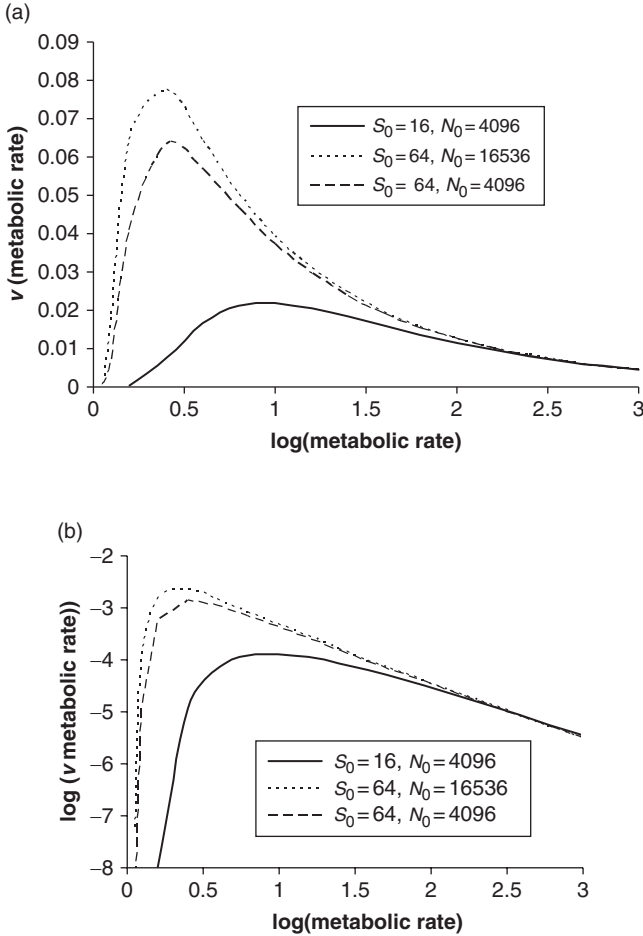 (a)
0.09
0.08
0.07
0.06
0.05
0.04
0.03
0.02
0.01
0
v (metabolic rate)
S₀=16, N₀=4096
S₀=64, N₀=16536
S₀= 64, N₀=4096
0 0.5 1 1.5 2 2.5 3
log(metabolic rate)
(b)
–2
–3
–4
–5
–6
–7
–8
log (v metabolic rate))
S₀=16, N₀=4096
S₀=64, N₀=16536
S₀=64, N₀=4096
0 0.5 1 1.5 2 2.5 3
log(metabolic rate)